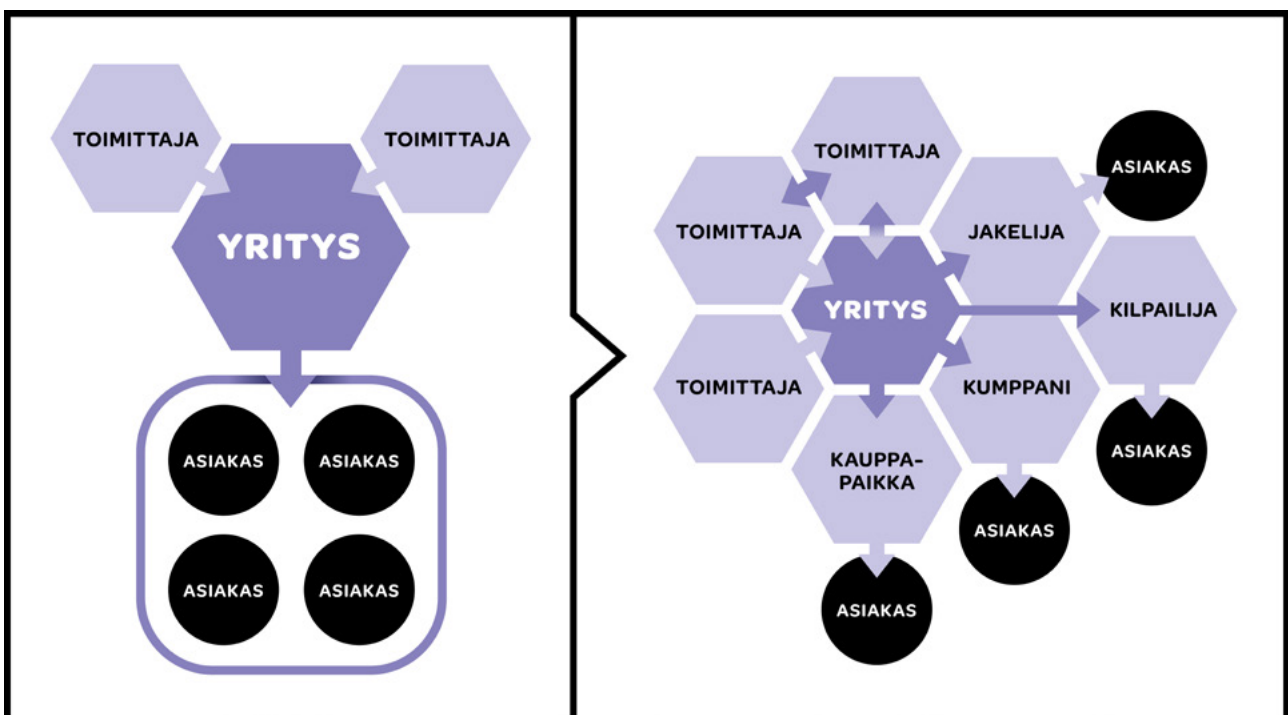 TOIMITTAJA
TOIMITTAJA
YRITYS
ASIAKAS
ASIAKAS
ASIAKAS
ASIAKAS
TOIMITTAJA
ASIAKAS
TOIMITTAJA
JAKELIJA
YRITYS
KILPAILIJA
TOIMITTAJA
KUMPPANI
KAUPPA-
PAIKKA
ASIAKAS
ASIAKAS
ASIAKAS